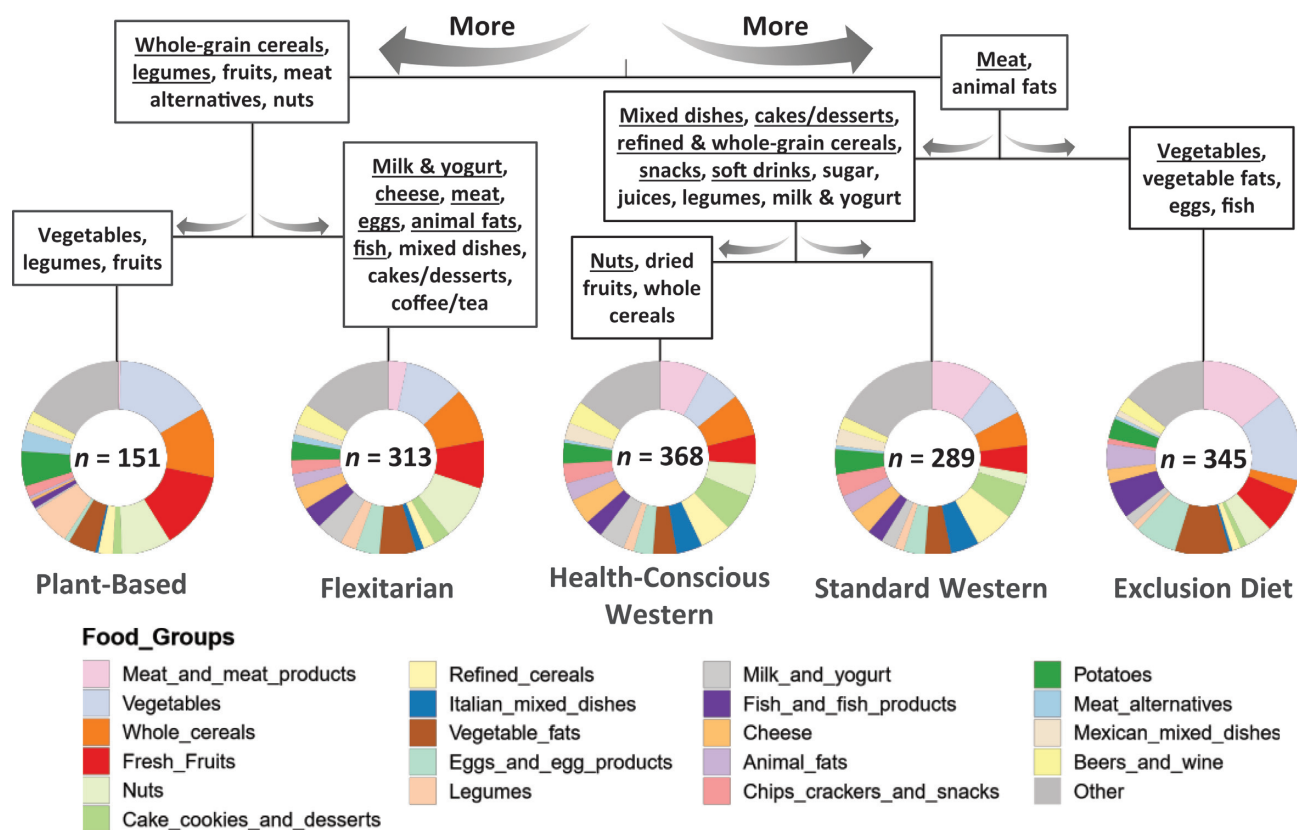 More
More
Whole-grain cereals,
legumes, fruits, meat
alternatives, nuts
Meat,
animal fats
Mixed dishes, cakes/desserts,
refined & whole-grain cereals,
snacks, soft drinks, sugar,
juices, legumes, milk & yogurt
Vegetables,
vegetable fats,
eggs, fish
Milk & yogurt,
cheese, meat,
eggs, animal fats,
fish, mixed dishes,
cakes/desserts,
coffee/tea
Vegetables,
legumes, fruits
Nuts, dried
fruits, whole
cereals
n = 151
n = 313
n = 368
n = 289
n = 345
Plant-Based
Flexitarian
Health-Conscious
Western
Standard Western
Exclusion Diet
Food_Groups
Meat_and_meat_products
Vegetables
Whole_cereals
Fresh_Fruits
Nuts
Cake_cookies_and_desserts
Refined_cereals
Italian_mixed_dishes
Vegetable_fats
Eggs_and_egg_products
Legumes
Milk_and_yogurt
Fish_and_fish_products
Cheese
Animal_fats
Chips_crackers_and_snacks
Potatoes
Meat_alternatives
Mexican_mixed_dishes
Beers_and_wine
Other